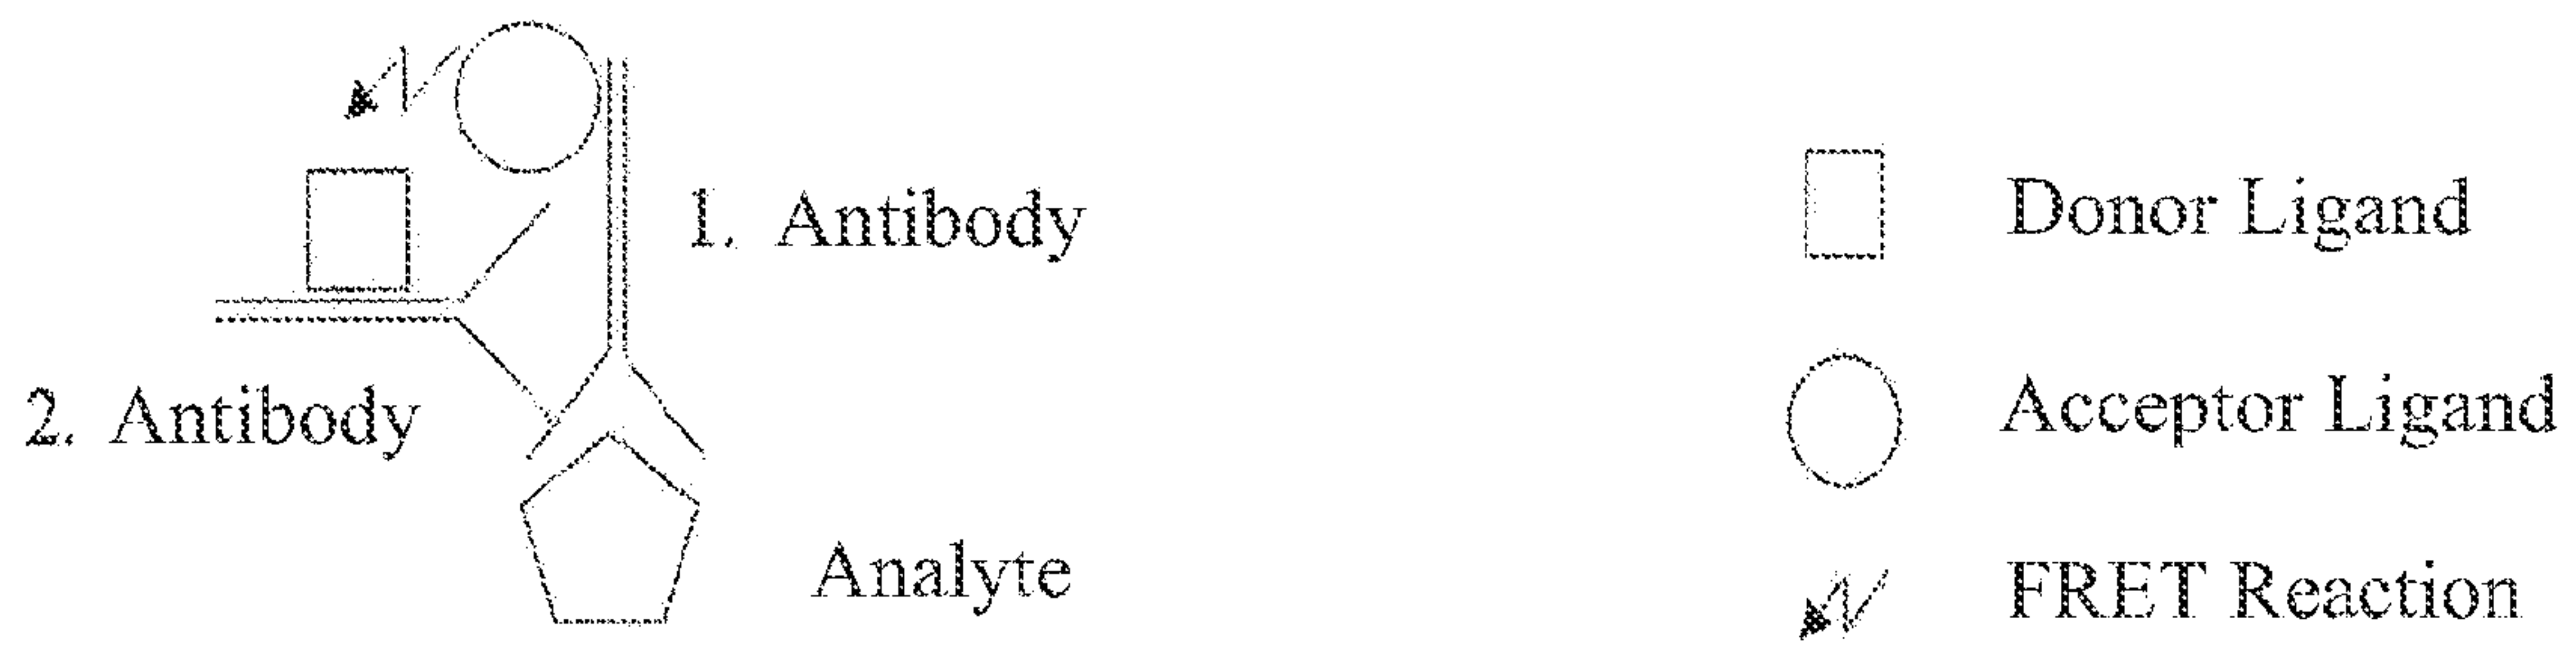 1. Antibody
2. Antibody
Analyte
Donor Ligand
Acceptor Ligand
FRET Reaction